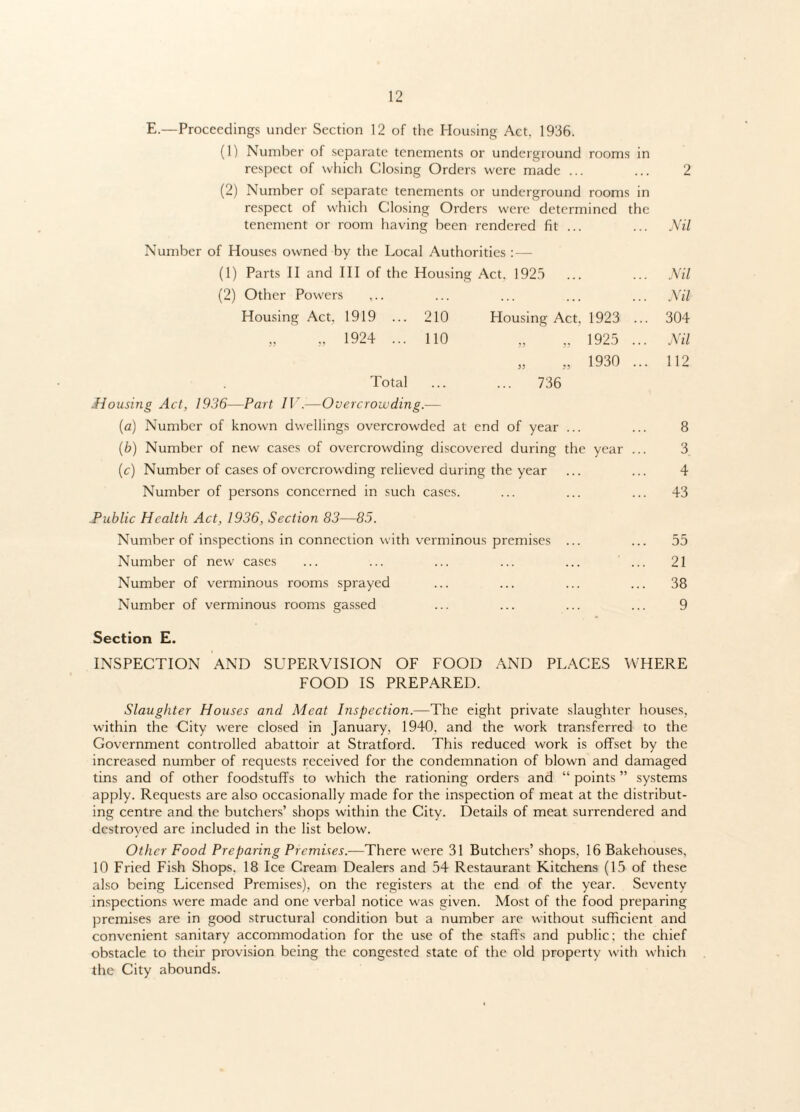 12
E.—Proceedings under Section 12 of the Housing Act, 1936.
(1) Number of separate tenements or underground rooms in
respect of which Closing Orders were made ... ... 2
(2) Number of separate tenements or underground rooms in
respect of which Closing Orders were determined the
tenement or room having been rendered fit ... ... Nil
Number of Houses owned by the Local Authorities :—
(1) Parts II and III of the Housing Act, 1925 ... ... Nil
(2) Other Powers ... ... ... ... ... Nil
Housing Act, 1919 ... 210 Housing Act, 1923 ... 304
„ „ 1924 ... 110 „ „ 1925 ... Nil
„ „ 1930 ... 112
Total ... ... 736
Housing Act, 1936—Part IV.—Overcrowding.—
(a) Number of known dwellings overcrowded at end of year ... ... 8
(b) Number of new cases of overcrowding discovered during the year ... 3
(c) Number of cases of overcrowding relieved during the year ... ... 4
Number of persons concerned in such cases. ... ... ... 43
Public Health Act, 1936, Section 83—85.
Number of inspections in connection with verminous premises ... ... 55
Number of new cases ... ... ... ... ... ... 21
Number of verminous rooms sprayed ... ... ... ... 38
Number of verminous rooms gassed ... ... ... ... 9
Section E.
INSPECTION AND SUPERVISION OF FOOD AND PLACES WHERE
FOOD IS PREPARED.
Slaughter Houses and Meat Inspection.—The eight private slaughter houses,
within the City were closed in January, 1940, and the work transferred to the
Government controlled abattoir at Stratford. This reduced work is offset by the
increased number of requests received for the condemnation of blown and damaged
tins and of other foodstuffs to which the rationing orders and “ points ” systems
apply. Requests are also occasionally made for the inspection of meat at the distribut-
ing centre and the butchers’ shops within the City. Details of meat surrendered and
destroyed are included in the list below.
Other Food Preparing Premises.—There were 31 Butchers’ shops, 16 Bakehouses,
10 Fried Fish Shops, 18 Ice Cream Dealers and 54 Restaurant Kitchens (15 of these
also being Licensed Premises), on the registers at the end of the year. Seventy
inspections were made and one verbal notice was given. Most of the food preparing
premises are in good structural condition but a number are without sufficient and
convenient sanitary accommodation for the use of the staffs and public; the chief
obstacle to their provision being the congested state of the old property with which
the City abounds.